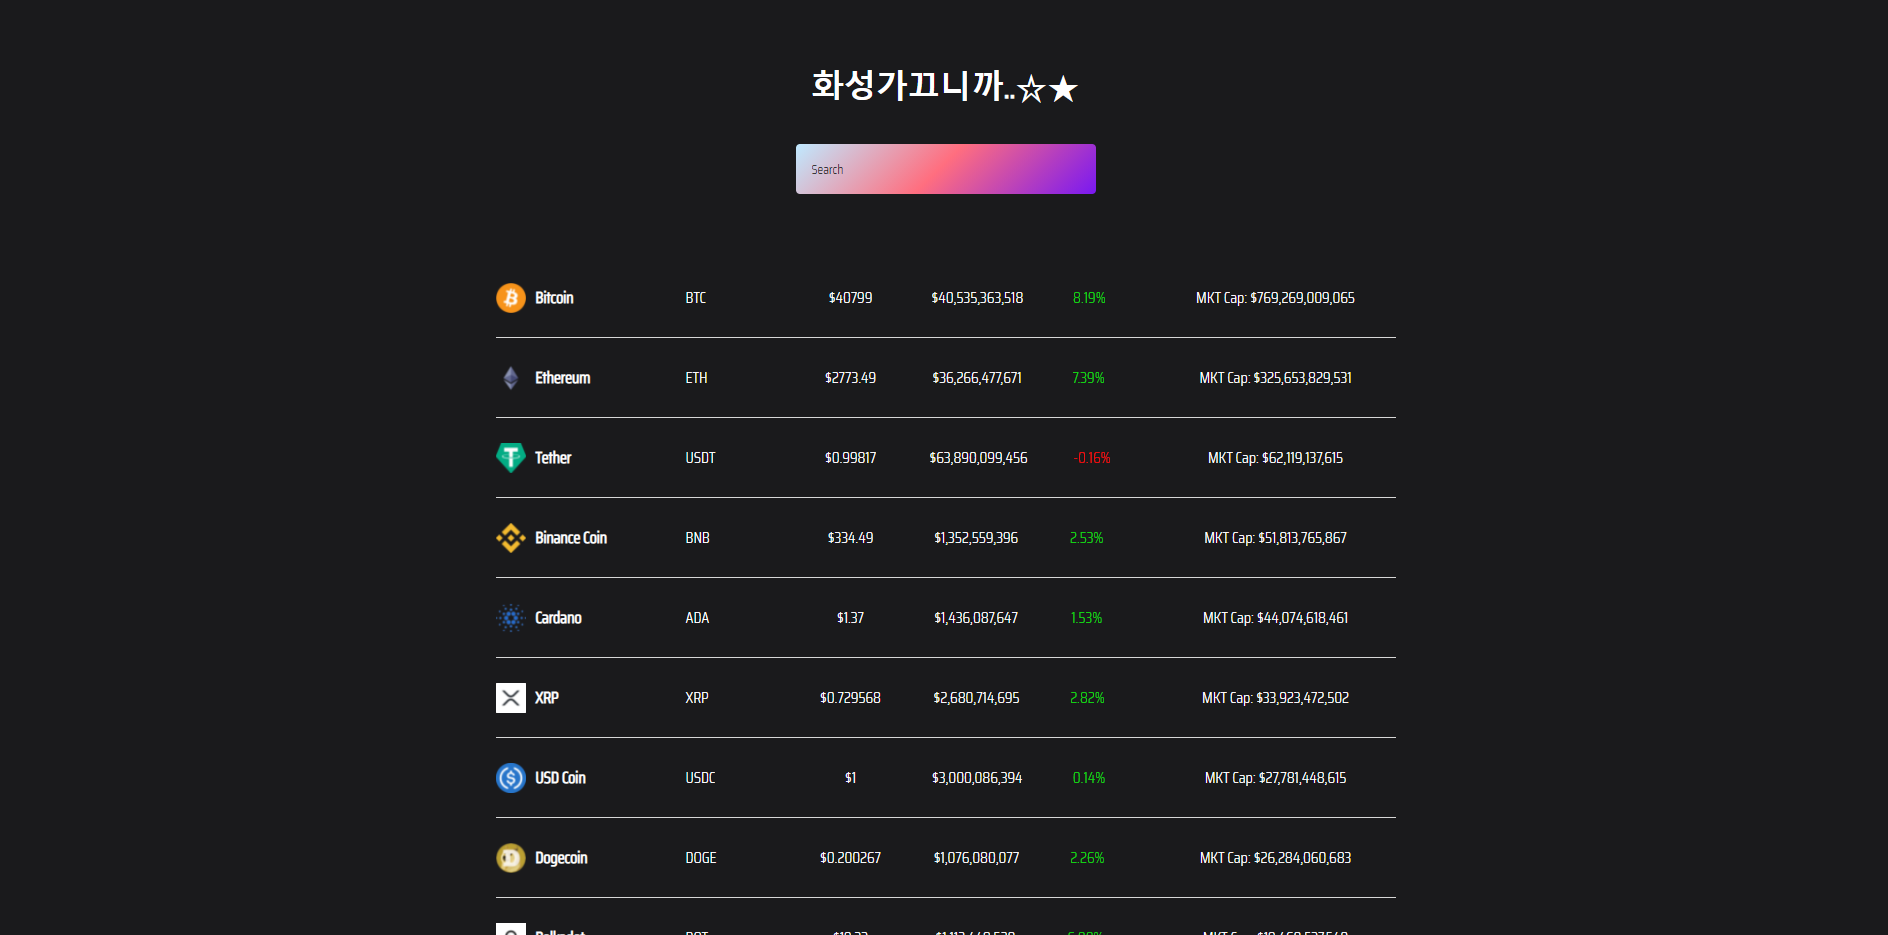 화성가끄니까..☆★
Search
Bitcoin BTC $40799 $40,535,363,518 8.19% MKT Cap: $769,269,009,065
Ethereum ETH $2773.49 $36,266,477,671 7.39% MKT Cap: $325,653,829,531
Tether USDT $0.99817 $63,890,099,456 -0.16% MKT Cap: $62,119,137,615
Binance Coin BNB $334.49 $1,352,559,396 2.53% MKT Cap: $51,813,765,867
Cardano ADA $1.37 $1,436,087,647 1.53% MKT Cap: $44,074,618,461
XRP XRP $0.729568 $2,680,714,695 2.82% MKT Cap: $33,923,472,502
USD Coin USDC $1 $3,000,086,394 0.14% MKT Cap: $27,781,448,615
Dogecoin DOGE $0.200267 $1,076,080,077 2.26% MKT Cap: $26,284,060,683